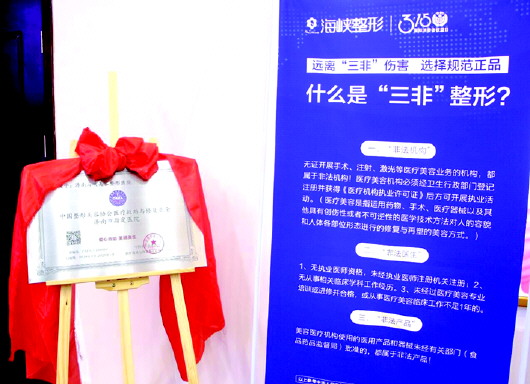 海峡整形
远离“三非”伤害 选择规范正品
什么是“三非”整形？
一、“非法机构”
无证开展手术、注射、激光等医疗美容业务的机构，都
属于非法机构！医疗美容机构必须经卫生行政部门登记
注册并获得《医疗机构执业许可证》后方可开展执业活
动。（医疗美容是指运用药物、手术、医疗器械以及其
他具有创伤性或者不可逆性的医学技术方法对人的容貌
和人体各部位形态进行的修复与再塑的美容方式。）
二、“非法医生”
1、无执业医师资格，未经执业医师注册机关注册；2、
无从事相关临床学科工作经历。3、未经过医疗美容专业
培训或进修并合格，或从事医疗美容临床工作不足1年的。
三、“非法产品”
美容医疗机构使用的医用产品和器械未经有关部门（食
品药品监督局）批准的，都属于非法产品！